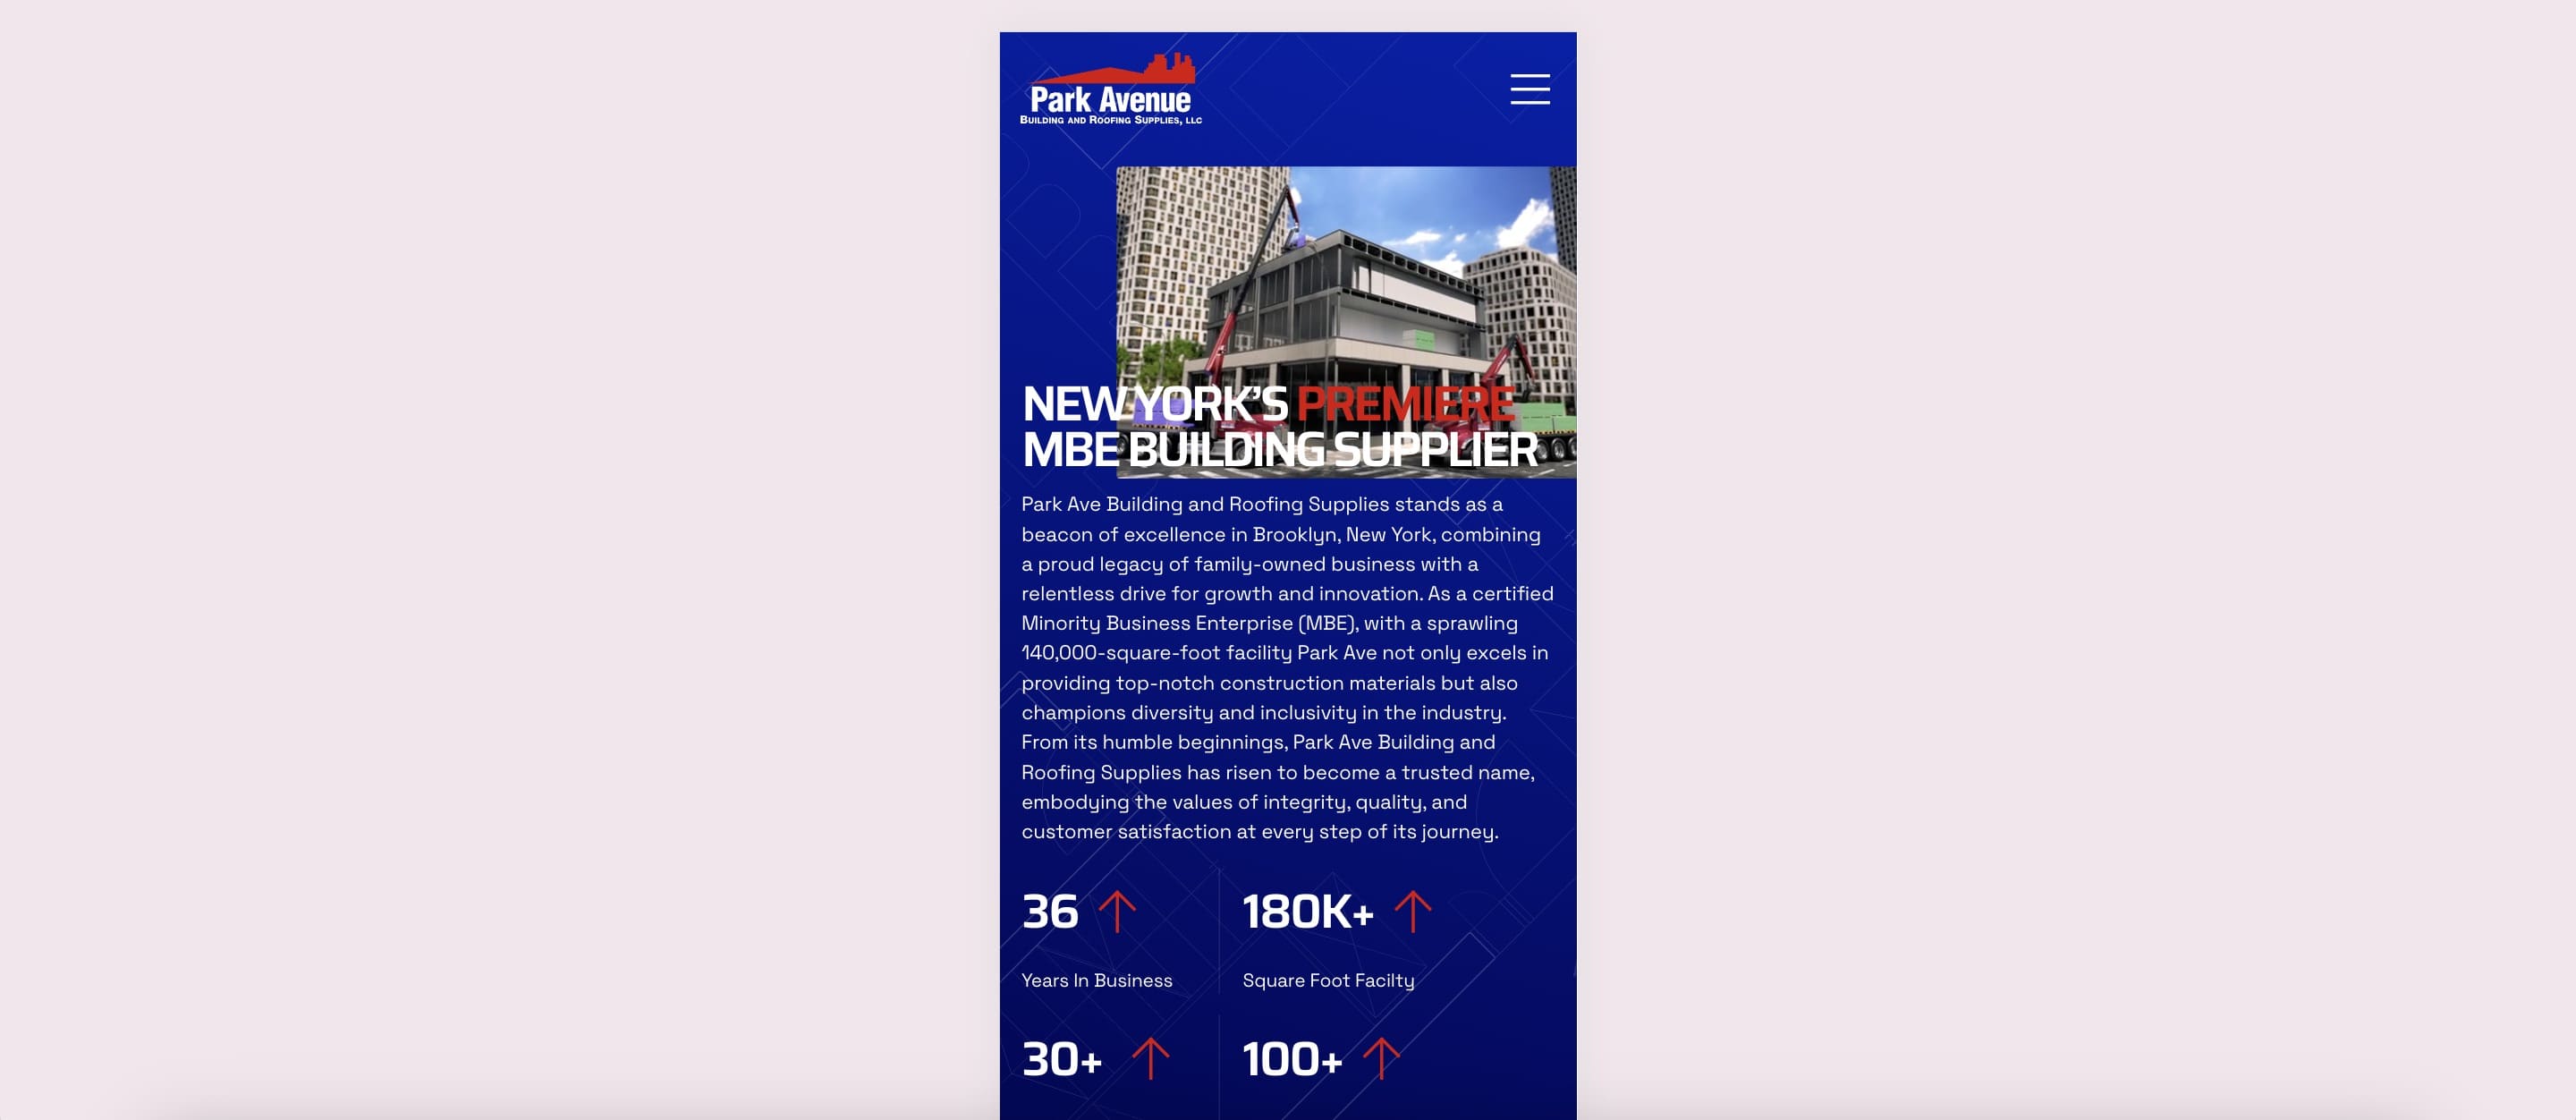 Park Avenue
BUILDING AND ROOFING SUPPLIES, LLC
NEW YORK'S PREMIERE
MBE BUILDING SUPPLIER
Park Ave Building and Roofing Supplies stands as a
beacon of excellence in Brooklyn, New York, combining
a proud legacy of family-owned business with a
relentless drive for growth and innovation. As a certified
Minority Business Enterprise (MBE), with a sprawling
140,000-square-foot facility Park Ave not only excels in
providing top-notch construction materials but also
champions diversity and inclusivity in the industry.
From its humble beginnings, Park Ave Building and
Roofing Supplies has risen to become a trusted name,
embodying the values of integrity, quality, and
customer satisfaction at every step of its journey.
36
180K+
Years In Business
Square Foot Facilty
30+
100+